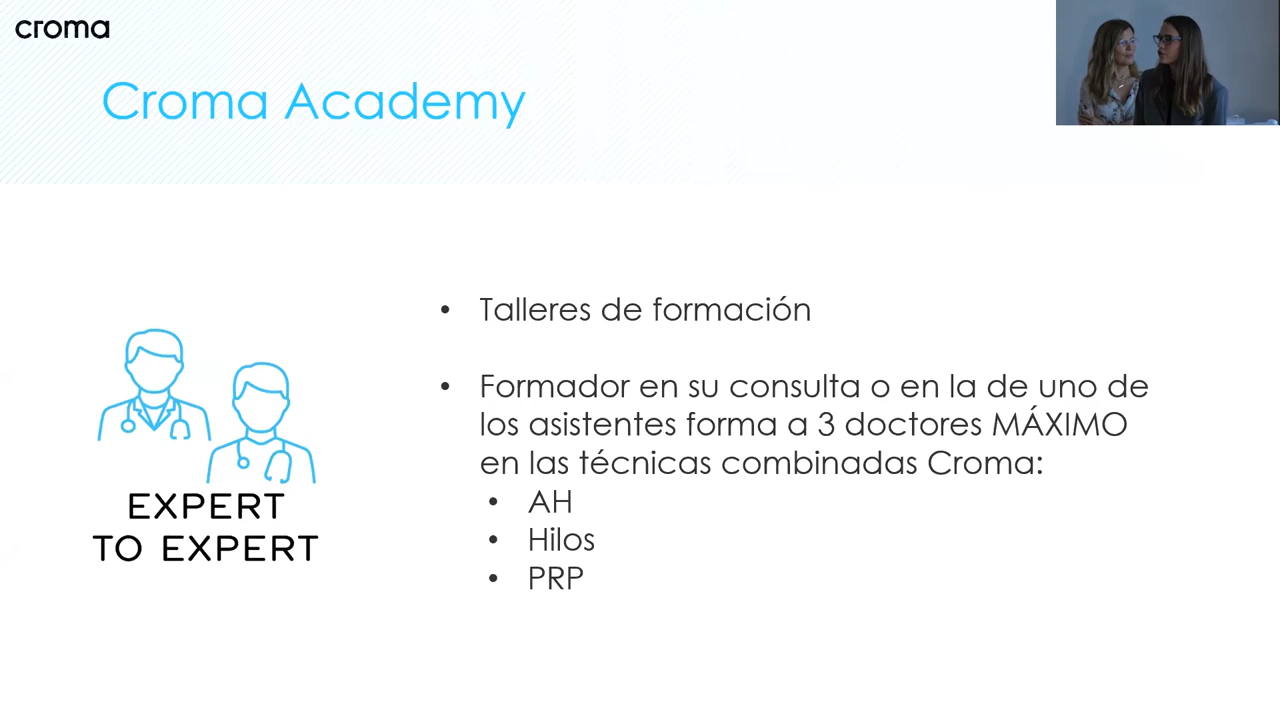 croma
Croma Academy
• Talleres de formación
• Formador en su consulta o en la de uno de
los asistentes forma a 3 doctores MÁXIMO
en las técnicas combinadas Croma:
• AH
• Hilos
• PRP
EXPERT
TO EXPERT